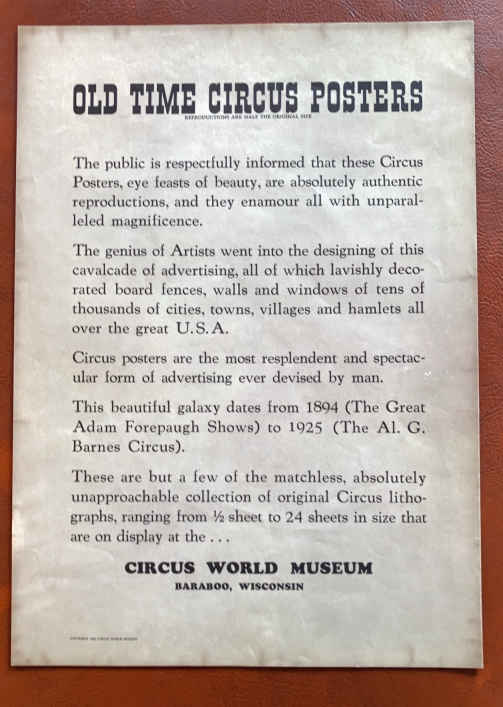 OLD TIME CIRCUS POSTERS
REPRODUCTIONS ARE HALF THE ORIGINAL SIZE
The public is respectfully informed that these Circus
Posters, eye feasts of beauty, are absolutely authentic
reproductions, and they enamour all with unparal-
leled magnificence.
The genius of Artists went into the designing of this
cavalcade of advertising, all of which lavishly deco-
rated board fences, walls and windows of tens of
thousands of cities, towns, villages and hamlets all
over the great U.S.A.
Circus posters are the most resplendent and spectac-
ular form of advertising ever devised by man.
This beautiful galaxy dates from 1894 (The Great
Adam Forepaugh Shows) to 1925 (The Al. G.
Barnes Circus).
These are but a few of the matchless, absolutely
unapproachable collection of original Circus litho-
graphs, ranging from ½ sheet to 24 sheets in size that
are on display at the . . .
CIRCUS WORLD MUSEUM
BARABOO, WISCONSIN
CIRCUS WORLD MUSEUM